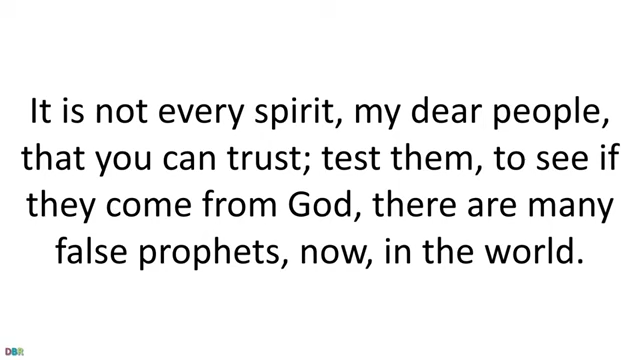 It is not every spirit, my dear people,
that you can trust; test them, to see if
they come from God, there are many
false prophets, now, in the world.
DBR